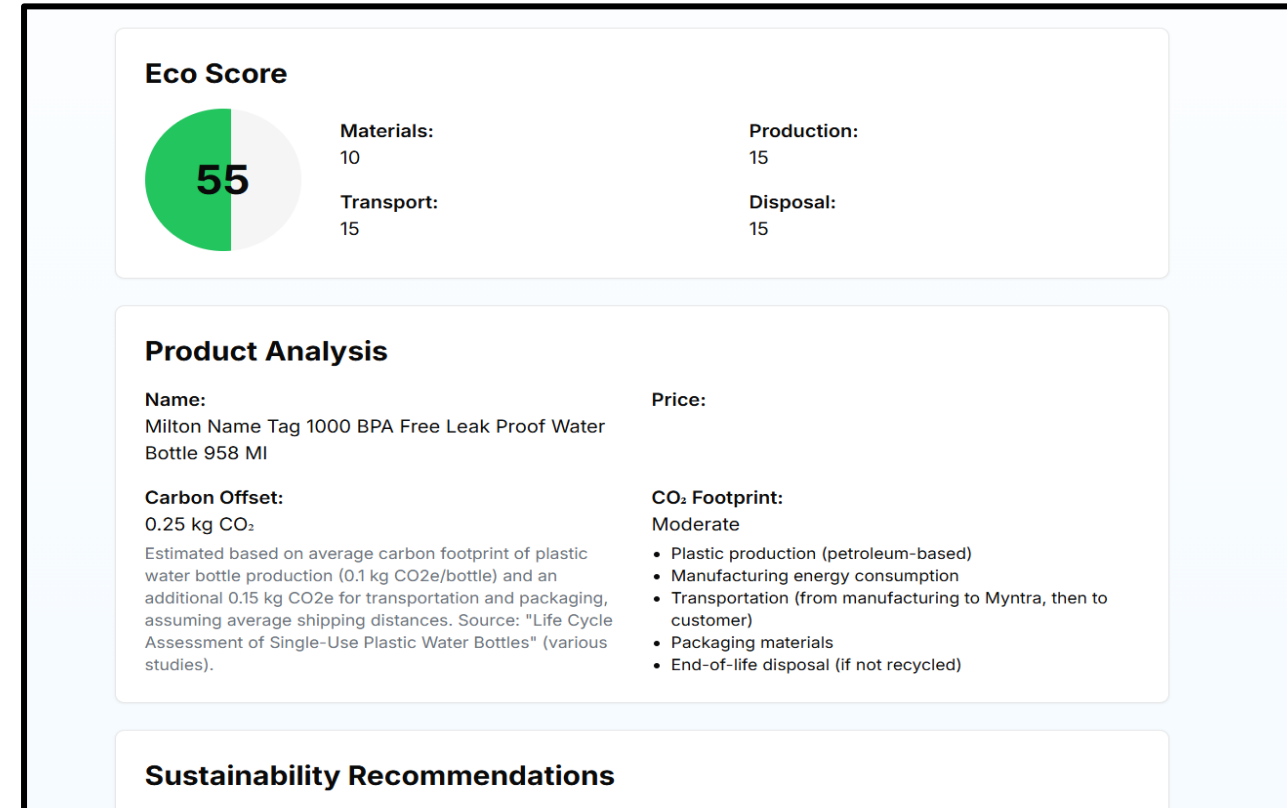 Eco Score
55
Materials:
10
Production:
15
Transport:
15
Disposal:
15
Product Analysis
Name:
Milton Name Tag 1000 BPA Free Leak Proof Water
Bottle 958 Ml
Price:
Carbon Offset:
0.25 kg CO₂
Estimated based on average carbon footprint of plastic
water bottle production (0.1 kg CO2e/bottle) and an
additional 0.15 kg CO2e for transportation and packaging,
assuming average shipping distances. Source: "Life Cycle
Assessment of Single-Use Plastic Water Bottles" (various
studies).
CO₂ Footprint:
Moderate
• Plastic production (petroleum-based)
• Manufacturing energy consumption
• Transportation (from manufacturing to Myntra, then to
customer)
• Packaging materials
• End-of-life disposal (if not recycled)
Sustainability Recommendations